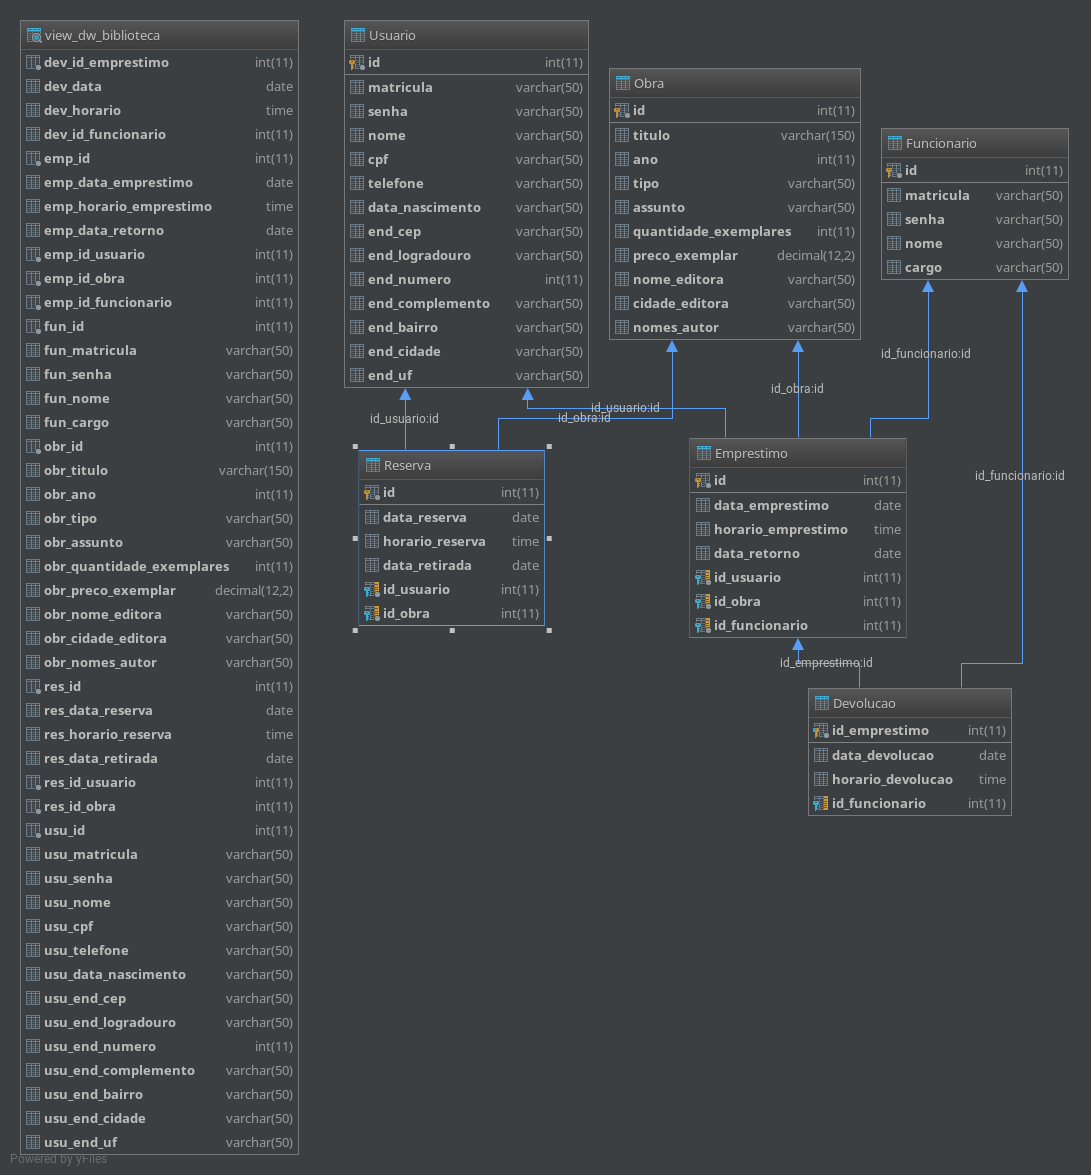 view_dw_biblioteca
dev_id_emprestimo int(11)
dev_data date
dev_horario time
dev_id_funcionario int(11)
emp_id int(11)
emp_data_emprestimo date
emp_horario_emprestimo time
emp_data_retorno date
emp_id_usuario int(11)
emp_id_obra int(11)
emp_id_funcionario int(11)
fun_id int(11)
fun_matricula varchar(50)
fun_senha varchar(50)
fun_nome varchar(50)
fun_cargo varchar(50)
obr_id int(11)
obr_titulo varchar(150)
obr_ano int(11)
obr_tipo varchar(50)
obr_assunto varchar(50)
obr_quantidade_exemplares int(11)
obr_preco_exemplar decimal(12,2)
obr_nome_editora varchar(50)
obr_cidade_editora varchar(50)
obr_nomes_autor varchar(50)
res_id int(11)
res_data_reserva date
res_horario_reserva time
res_data_retirada date
res_id_usuario int(11)
res_id_obra int(11)
usu_id int(11)
usu_matricula varchar(50)
usu_senha varchar(50)
usu_nome varchar(50)
usu_cpf varchar(50)
usu_telefone varchar(50)
usu_data_nascimento varchar(50)
usu_end_cep varchar(50)
usu_end_logradouro varchar(50)
usu_end_numero int(11)
usu_end_complemento varchar(50)
usu_end_bairro varchar(50)
usu_end_cidade varchar(50)
usu_end_uf varchar(50)
Powered by yFiles
Usuario
id int(11)
matricula varchar(50)
senha varchar(50)
nome varchar(50)
cpf varchar(50)
telefone varchar(50)
data_nascimento varchar(50)
end_cep varchar(50)
end_logradouro varchar(50)
end_numero int(11)
end_complemento varchar(50)
end_bairro varchar(50)
end_cidade varchar(50)
end_uf varchar(50)
Obra
id int(11)
titulo varchar(150)
ano int(11)
tipo varchar(50)
assunto varchar(50)
quantidade_exemplares int(11)
preco_exemplar decimal(12,2)
nome_editora varchar(50)
cidade_editora varchar(50)
nomes_autor varchar(50)
Funcionario
id int(11)
matricula varchar(50)
senha varchar(50)
nome varchar(50)
cargo varchar(50)
id_funcionario:id
id_obra:id
id_usuario:id
id_usuario:id
id_obra:id
id_funcionario:id
Reserva
id int(11)
data_reserva date
horario_reserva time
data_retirada date
id_usuario int(11)
id_obra int(11)
Emprestimo
id int(11)
data_emprestimo date
horario_emprestimo time
data_retorno date
id_usuario int(11)
id_obra int(11)
id_funcionario int(11)
id_emprestimo:id
Devolucao
id_emprestimo int(11)
data_devolucao date
horario_devolucao time
id_funcionario int(11)